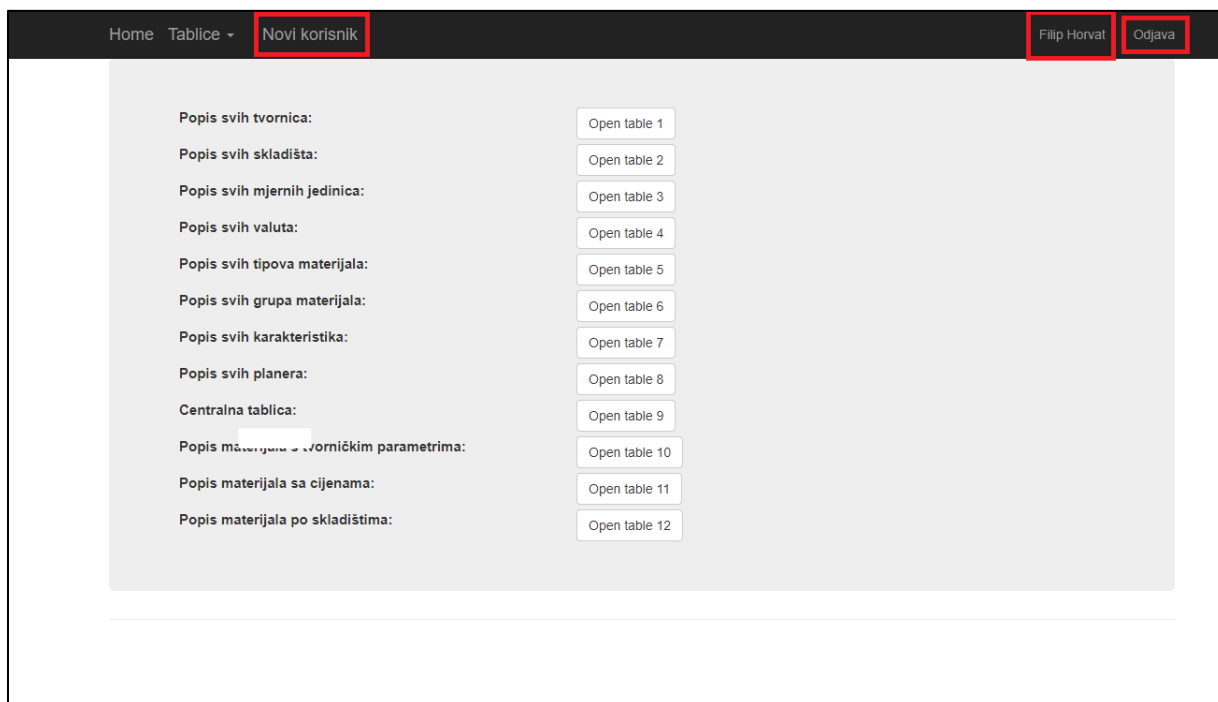 Home Tablice Novi korisnik Filip Horvat Odjava
Popis svih tvornica: Open table 1
Popis svih skladišta: Open table 2
Popis svih mjernih jedinica: Open table 3
Popis svih valuta: Open table 4
Popis svih tipova materijala: Open table 5
Popis svih grupa materijala: Open table 6
Popis svih karakteristika: Open table 7
Popis svih planera: Open table 8
Centralna tablica: Open table 9
Popis parametrima: Open table 10
Popis materijala sa cijenama: Open table 11
Popis materijala po skladištima: Open table 12